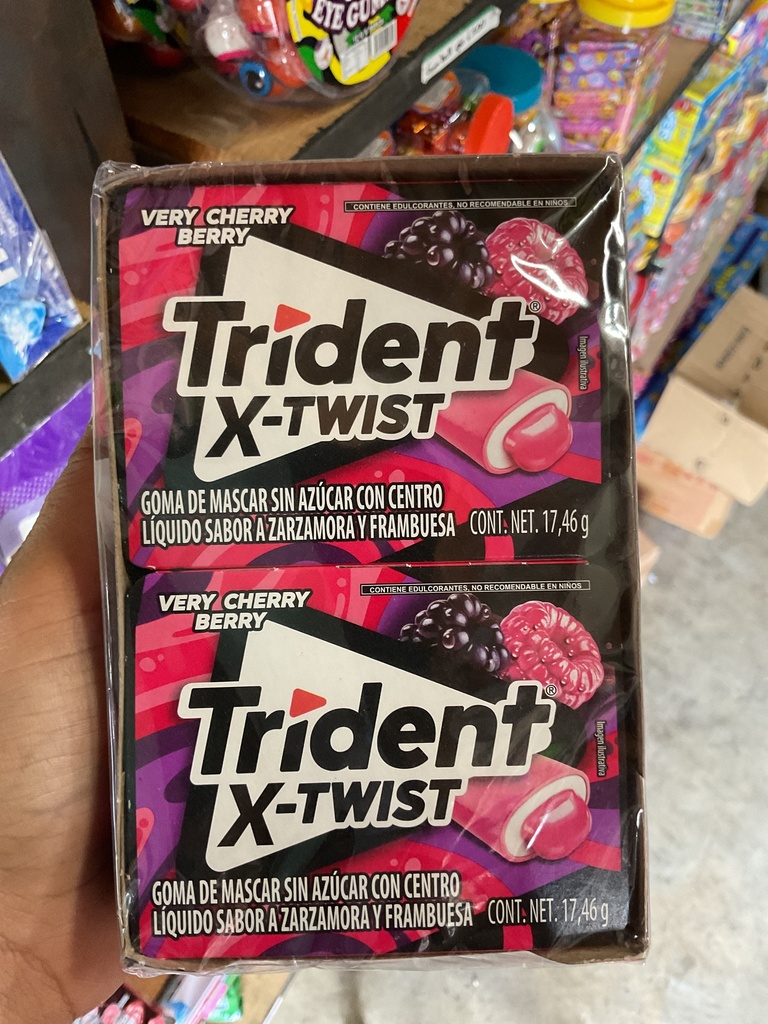 EYE GUM
VERY CHERRY
BERRY
CONTIENE EDULCORANTES, NO RECOMENDABLE EN NIÑOS
Trident®
X-TWIST
Imagen ilustrativa
GOMA DE MASCAR SIN AZÚCAR CON CENTRO
LÍQUIDO SABOR A ZARZAMORA Y FRAMBUESA CONT. NET. 17,46 g
VERY CHERRY
BERRY
CONTIENE EDULCORANTES, NO RECOMENDABLE EN NIÑOS
Trident®
X-TWIST
Imagen ilustrativa
GOMA DE MASCAR SIN AZÚCAR CON CENTRO
LÍQUIDO SABOR A ZARZAMORA Y FRAMBUESA CONT. NET. 17,46 g